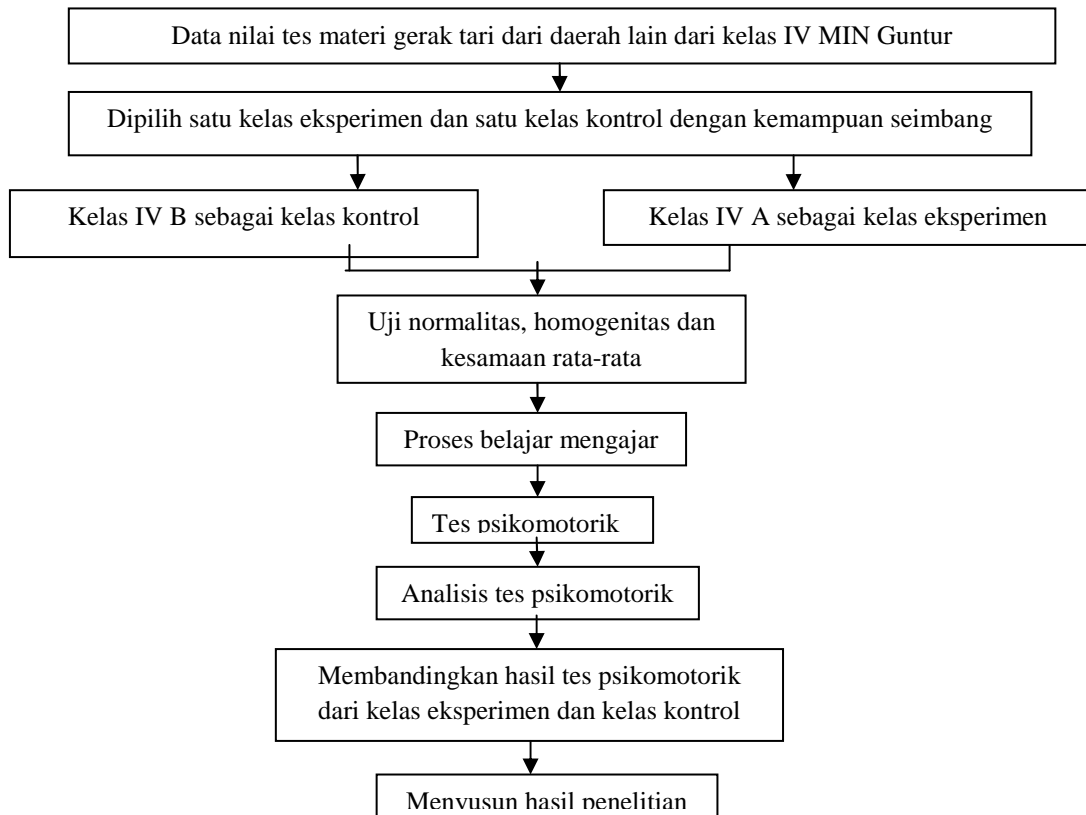 Data nilai tes materi gerak tari dari daerah lain dari kelas IV MIN Guntur
Dipilih satu kelas eksperimen dan satu kelas kontrol dengan kemampuan seimbang
Kelas IV B sebagai kelas kontrol
Kelas IV A sebagai kelas eksperimen
Uji normalitas, homogenitas dan
kesamaan rata-rata
Proses belajar mengajar
Tes psikomotorik
Analisis tes psikomotorik
Membandingkan hasil tes psikomotorik
dari kelas eksperimen dan kelas kontrol
Menyusun hasil penelitian